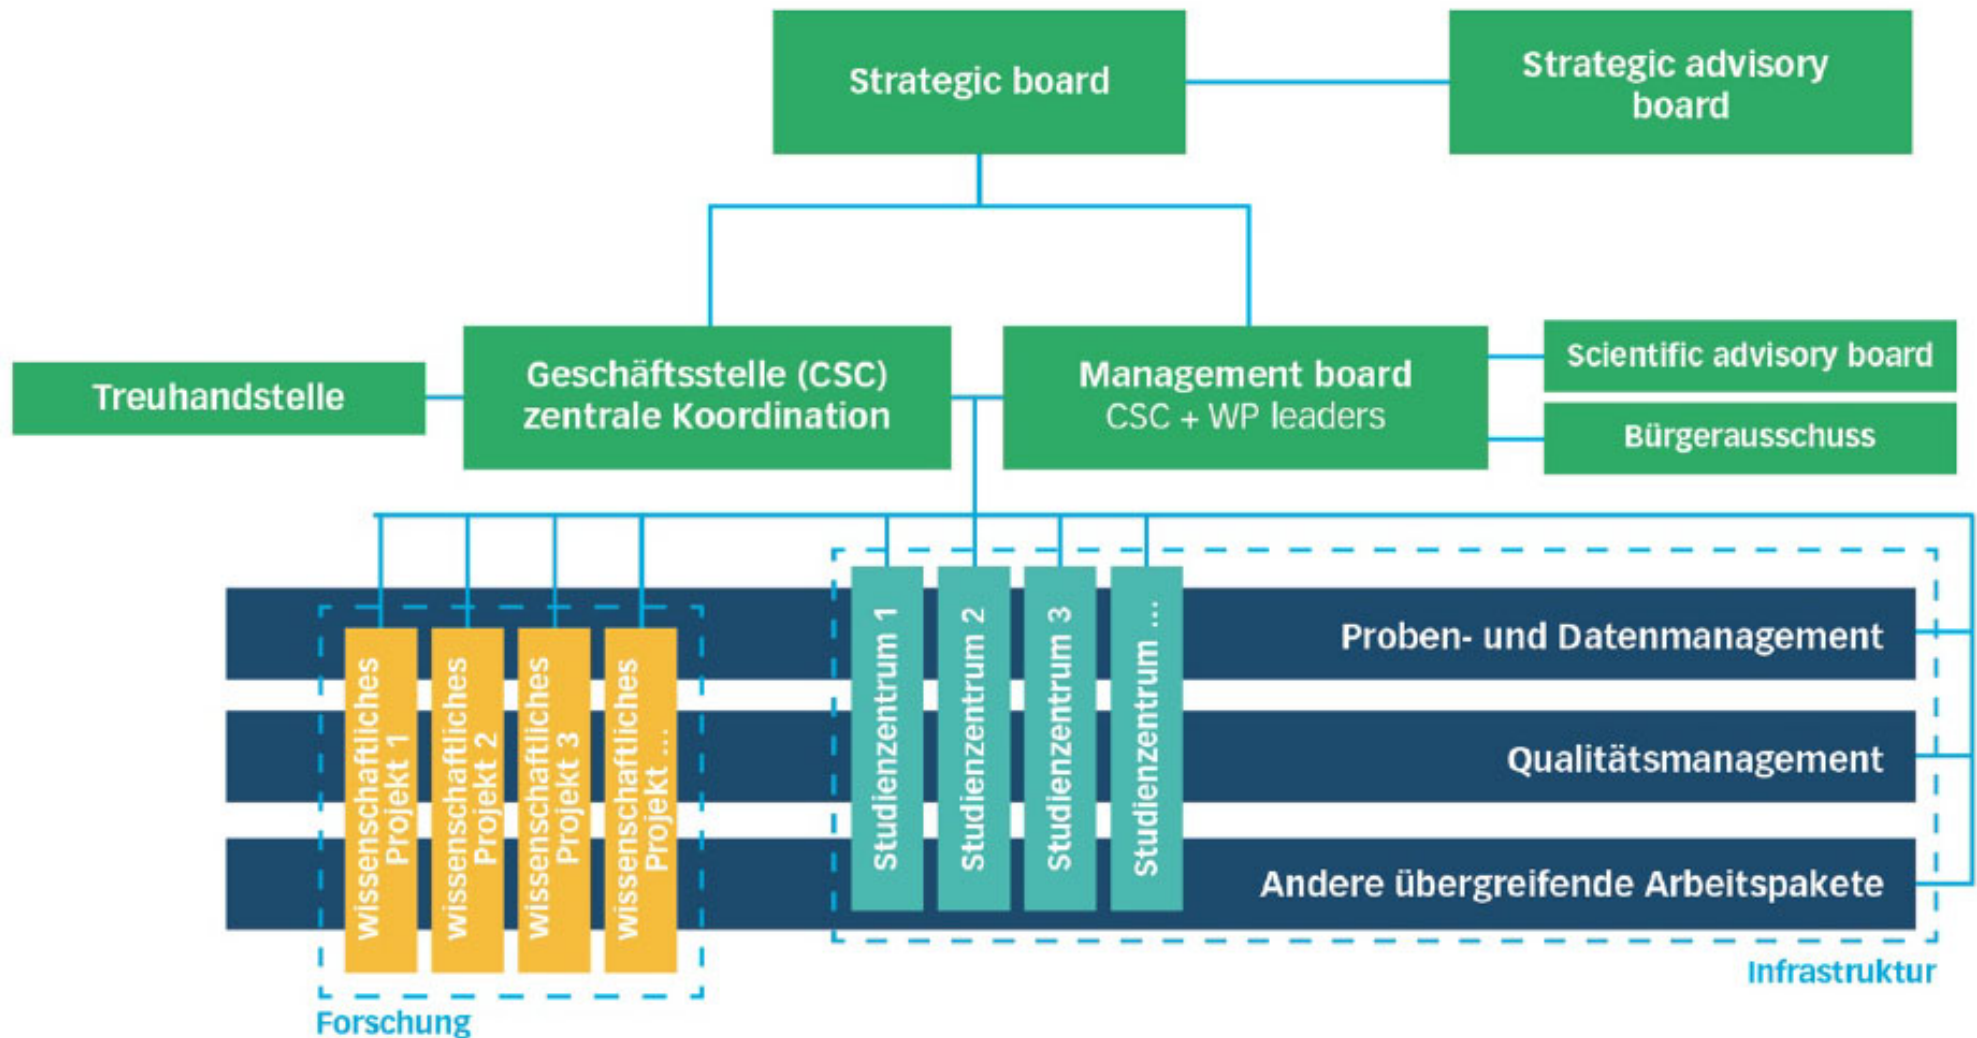 Strategic board
Strategic advisory
board
Treuhandstelle
Geschäftsstelle (CSC)
zentrale Koordination
Management board
CSC + WP leaders
Scientific advisory board
Bürgerausschuss
wissenschaftliches
Projekt 1
wissenschaftliches
Projekt 2
wissenschaftliches
Projekt 3
wissenschaftliches
Projekt ...
Studienzentrum 1
Studienzentrum 2
Studienzentrum 3
Studienzentrum ...
Proben- und Datenmanagement
Qualitätsmanagement
Andere übergreifende Arbeitspakete
Infrastruktur
Forschung